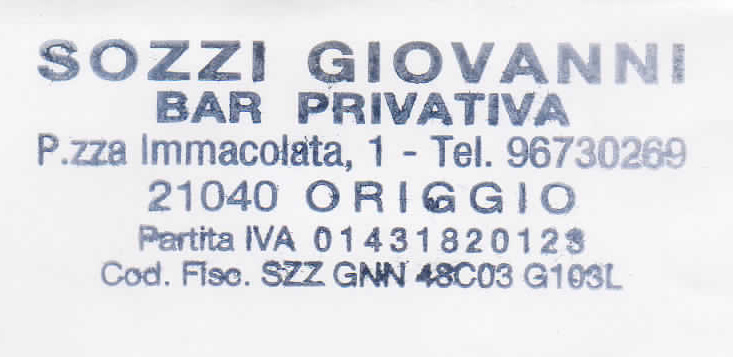 SOZZI GIOVANNI
BAR PRIVATIVA
P.zza Immacolata, 1 - Tel. 96730269
21040 ORIGGIO
Partita IVA 01431820123
Cod. Fisc. SZZ GNN 48C03 G103L